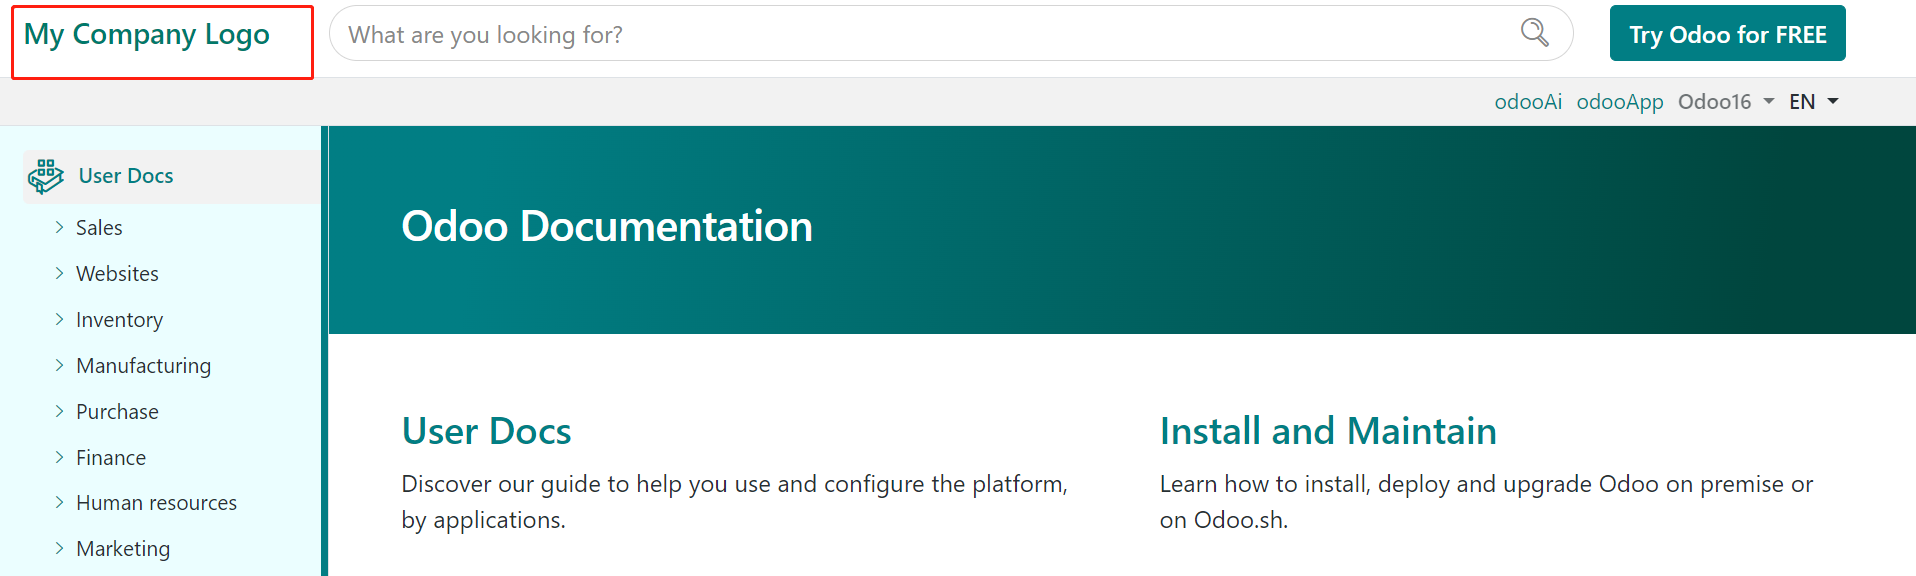 My Company Logo
What are you looking for?
Try Odoo for FREE
odooAi odooApp Odoo16 EN
User Docs
Sales
Websites
Inventory
Manufacturing
Purchase
Finance
Human resources
Marketing
Odoo Documentation
User Docs
Discover our guide to help you use and configure the platform,
by applications.
Install and Maintain
Learn how to install, deploy and upgrade Odoo on premise or
on Odoo.sh.